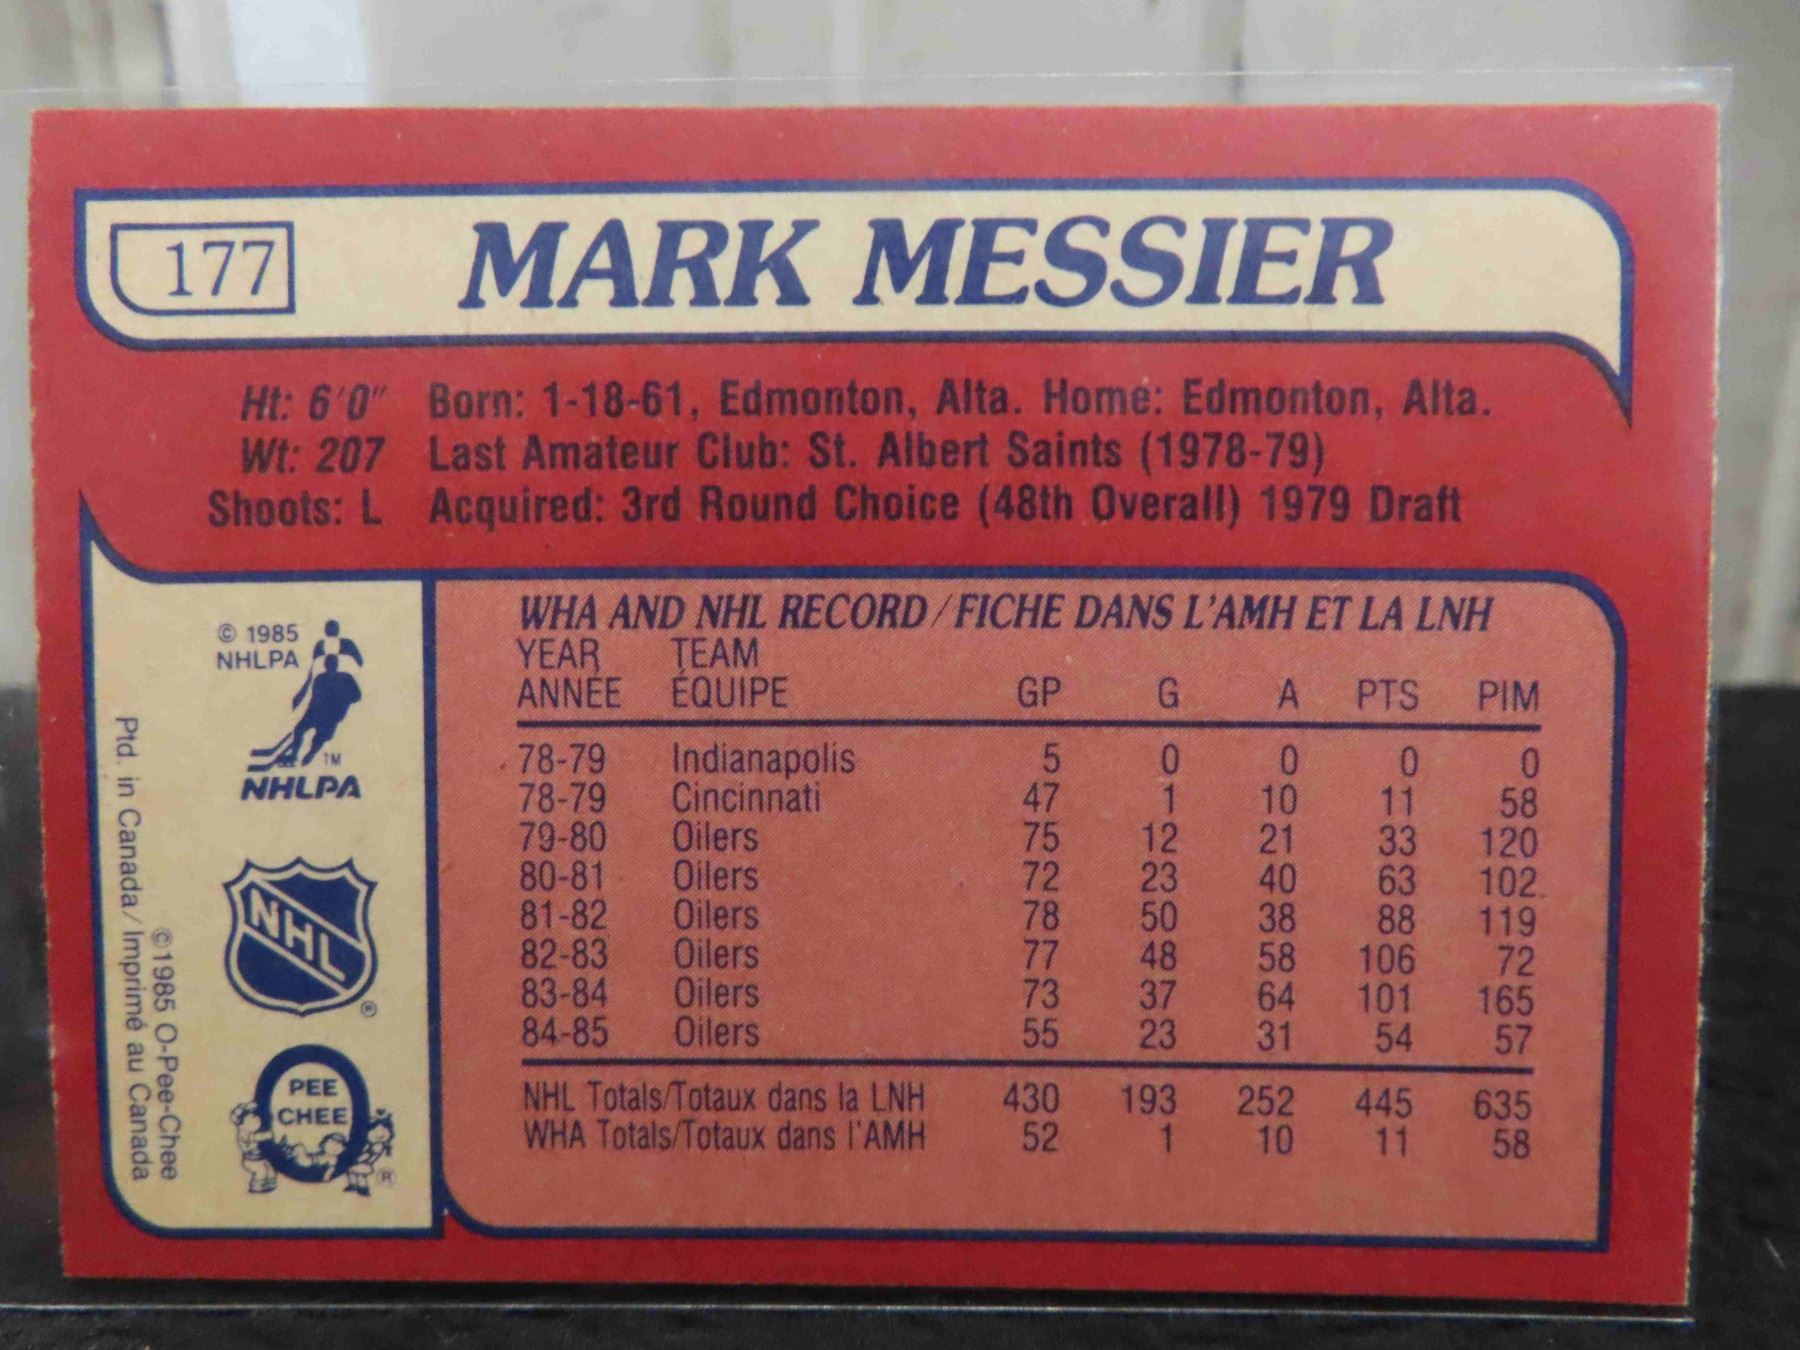 177 MARK MESSIER
Ht: 6'0" Born: 1-18-61, Edmonton, Alta. Home: Edmonton, Alta.
Wt: 207 Last Amateur Club: St. Albert Saints (1978-79)
Shoots: L Acquired: 3rd Round Choice (48th Overall) 1979 Draft
© 1985
NHLPA
TM
NHLPA
NHL
®
PEE
CHEE
®
©1985 O-Pee-Chee
Ptd. in Canada/Imprimé au Canada
WHA AND NHL RECORD/FICHE DANS L'AMH ET LA LNH
YEAR TEAM
ANNÉE ÉQUIPE GP G A PTS PIM
78-79 Indianapolis 5 0 0 0 0
78-79 Cincinnati 47 1 10 11 58
79-80 Oilers 75 12 21 33 120
80-81 Oilers 72 23 40 63 102
81-82 Oilers 78 50 38 88 119
82-83 Oilers 77 48 58 106 72
83-84 Oilers 73 37 64 101 165
84-85 Oilers 55 23 31 54 57
NHL Totals/Totaux dans la LNH 430 193 252 445 635
WHA Totals/Totaux dans l'AMH 52 1 10 11 58